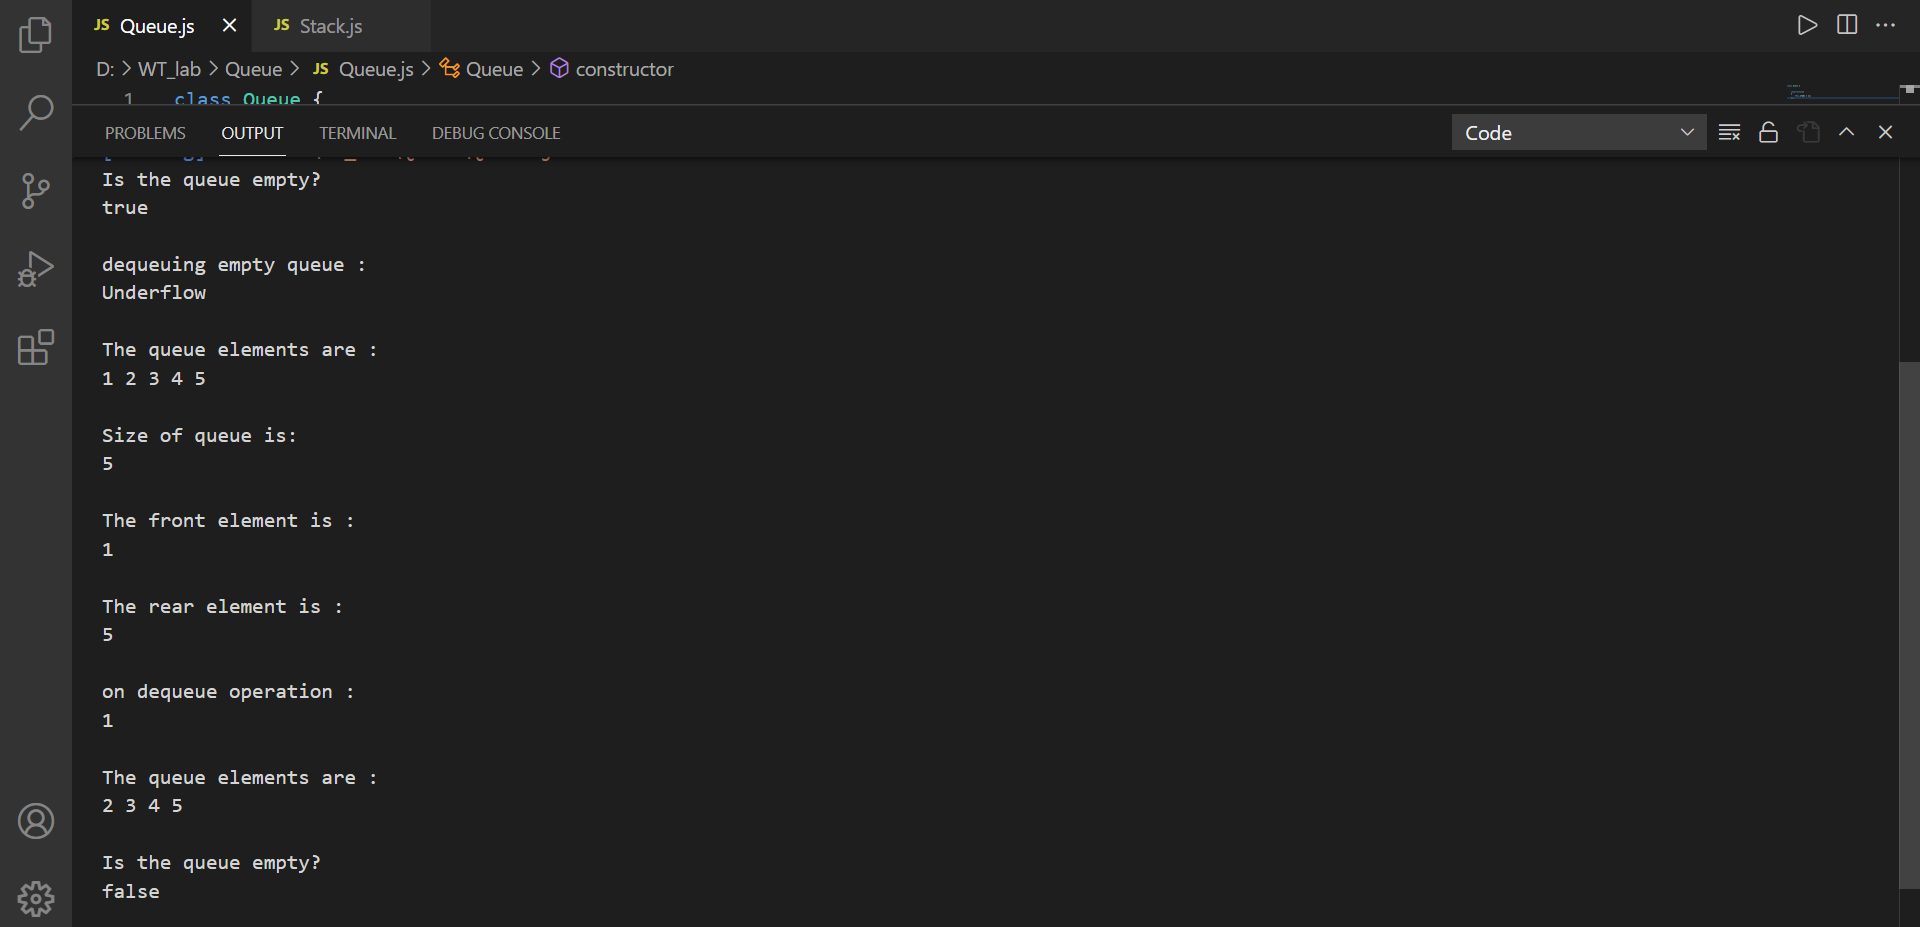 JS Queue.js
JS Stack.js
D: > WT_lab > Queue > JS Queue.js > Queue > constructor
1 class Queue {
PROBLEMS OUTPUT TERMINAL DEBUG CONSOLE
Code
Is the queue empty?
true
dequeuing empty queue :
Underflow
The queue elements are :
1 2 3 4 5
Size of queue is:
5
The front element is :
1
The rear element is :
5
on dequeue operation :
1
The queue elements are :
2 3 4 5
Is the queue empty?
false